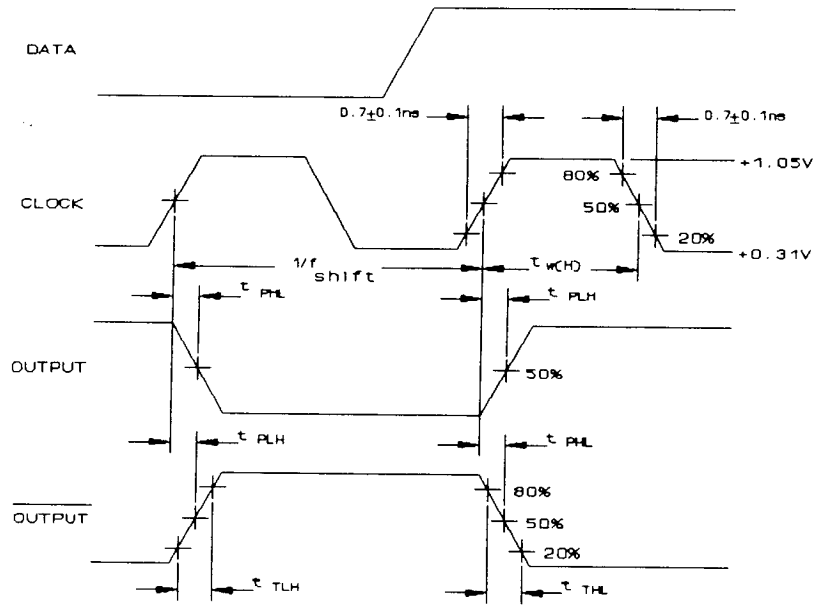 DATA
0.7±0.1ns
0.7±0.1ns
+1.05V
80%
CLOCK
50%
20%
+0.31V
1/f shift
t W(H)
t PHL
t PLH
OUTPUT
50%
t PLH
t PHL
80%
OUTPUT
50%
20%
t TLH
t THL